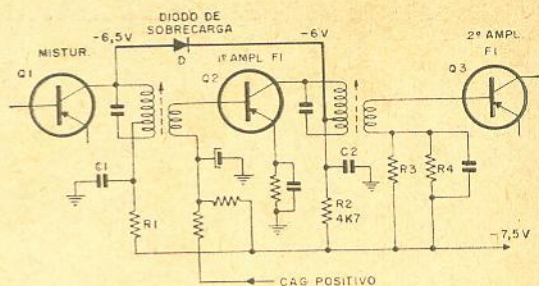 DIODO DE
SOBRECARGA
-6,5V
-6V
MISTUR.
D
1º AMPL FI
2º AMPL.
FI
Q1
Q2
Q3
C1
C2
R1
R2
4K7
R3
R4
-7,5V
CAG POSITIVO